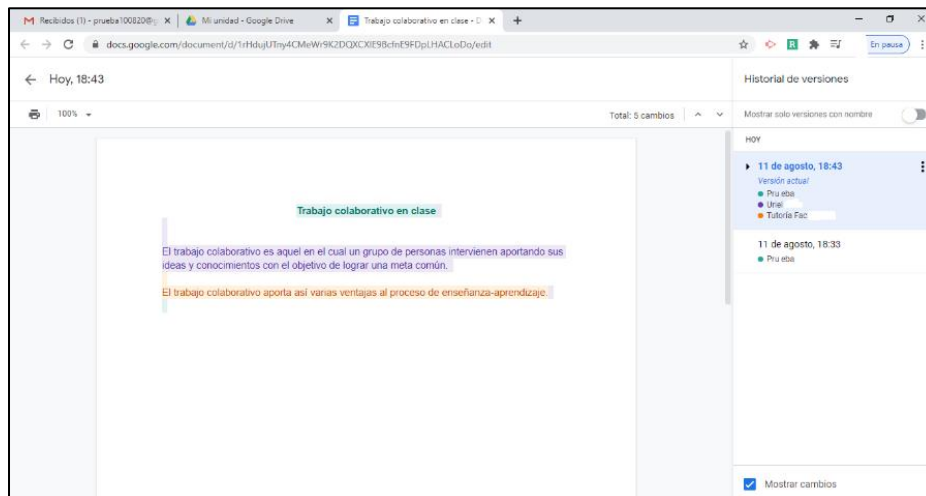 Recibidos (1) - prueba100820@g
Mi unidad - Google Drive
Trabajo colaborativo en clase - D
docs.google.com/document/d/1rHdujUTny4CMeWr9K2DQXCXlE98cfnE9FDpLHACLoDo/edit
En pausa
Hoy, 18:43
Historial de versiones
100%
Total: 5 cambios
Mostrar solo versiones con nombre
HOY
11 de agosto, 18:43
Versión actual
Pru eba
Uriel
Tutoria Fac
11 de agosto, 18:33
Pru eba
Trabajo colaborativo en clase
El trabajo colaborativo es aquel en el cual un grupo de personas intervienen aportando sus
ideas y conocimientos con el objetivo de lograr una meta común.
El trabajo colaborativo aporta así varias ventajas al proceso de enseñanza-aprendizaje.
Mostrar cambios